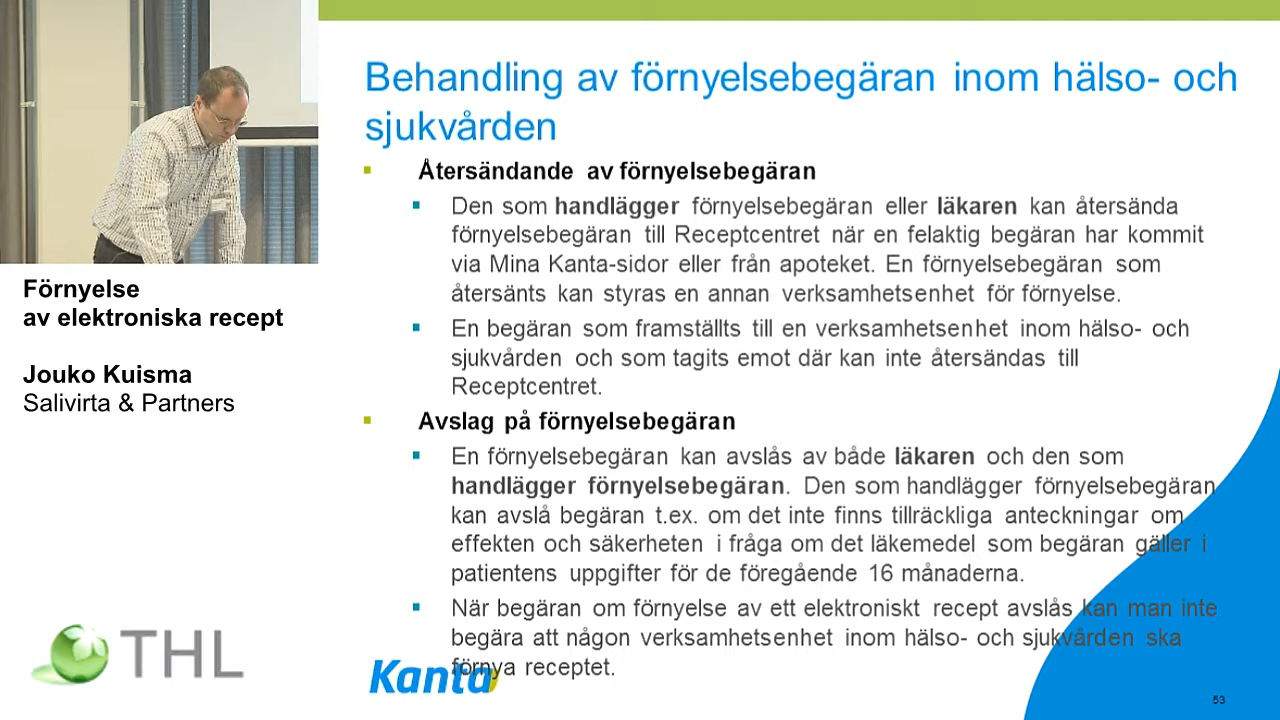 Behandling av förnyelsebegäran inom hälso- och
sjukvården
Återsändande av förnyelsebegäran
Den som handlägger förnyelsebegäran eller läkaren kan återsända
förnyelsebegäran till Receptcentret när en felaktig begäran har kommit
via Mina Kanta-sidor eller från apoteket. En förnyelsebegäran som
återsänts kan styras en annan verksamhetsenhet för förnyelse.
En begäran som framställts till en verksamhetsenhet inom hälso- och
sjukvården och som tagits emot där kan inte återsändas till
Receptcentret.
Avslag på förnyelsebegäran
En förnyelsebegäran kan avslås av både läkaren och den som
handlägger förnyelsebegäran. Den som handlägger förnyelsebegäran
kan avslå begäran t.ex. om det inte finns tillräckliga anteckningar om
effekten och säkerheten i fråga om det läkemedel som begäran gäller i
patientens uppgifter för de föregående 16 månaderna.
När begäran om förnyelse av ett elektroniskt recept avslås kan man inte
begära att någon verksamhetsenhet inom hälso- och sjukvården ska
förnya receptet.
Förnyelse
av elektroniska recept
Jouko Kuisma
Salivirta & Partners
THL
Kanta
53